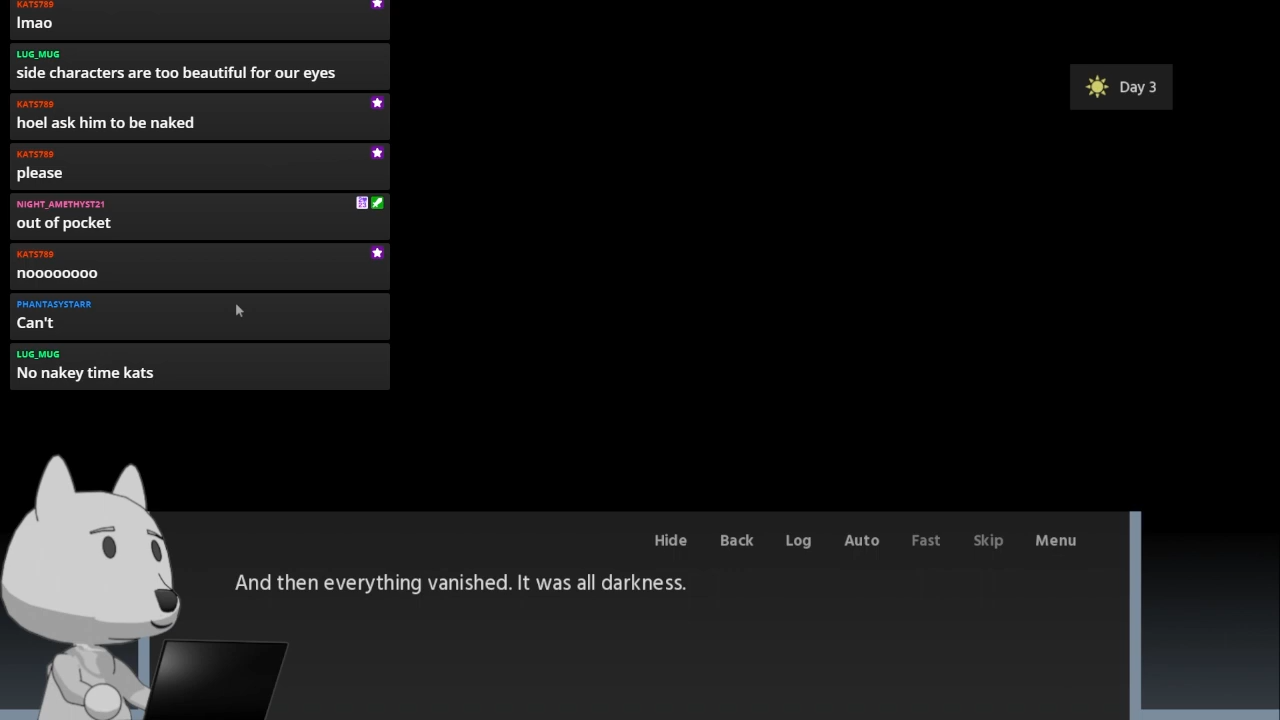 KATS789
lmao
LUG_MUG
side characters are too beautiful for our eyes
KATS789
hoel ask him to be naked
KATS789
please
NIGHT_AMETHYST21
out of pocket
KATS789
noooooooo
PHANTASYSTARR
Can't
LUG_MUG
No nakey time kats
Day 3
Hide Back Log Auto Fast Skip Menu
And then everything vanished. It was all darkness.